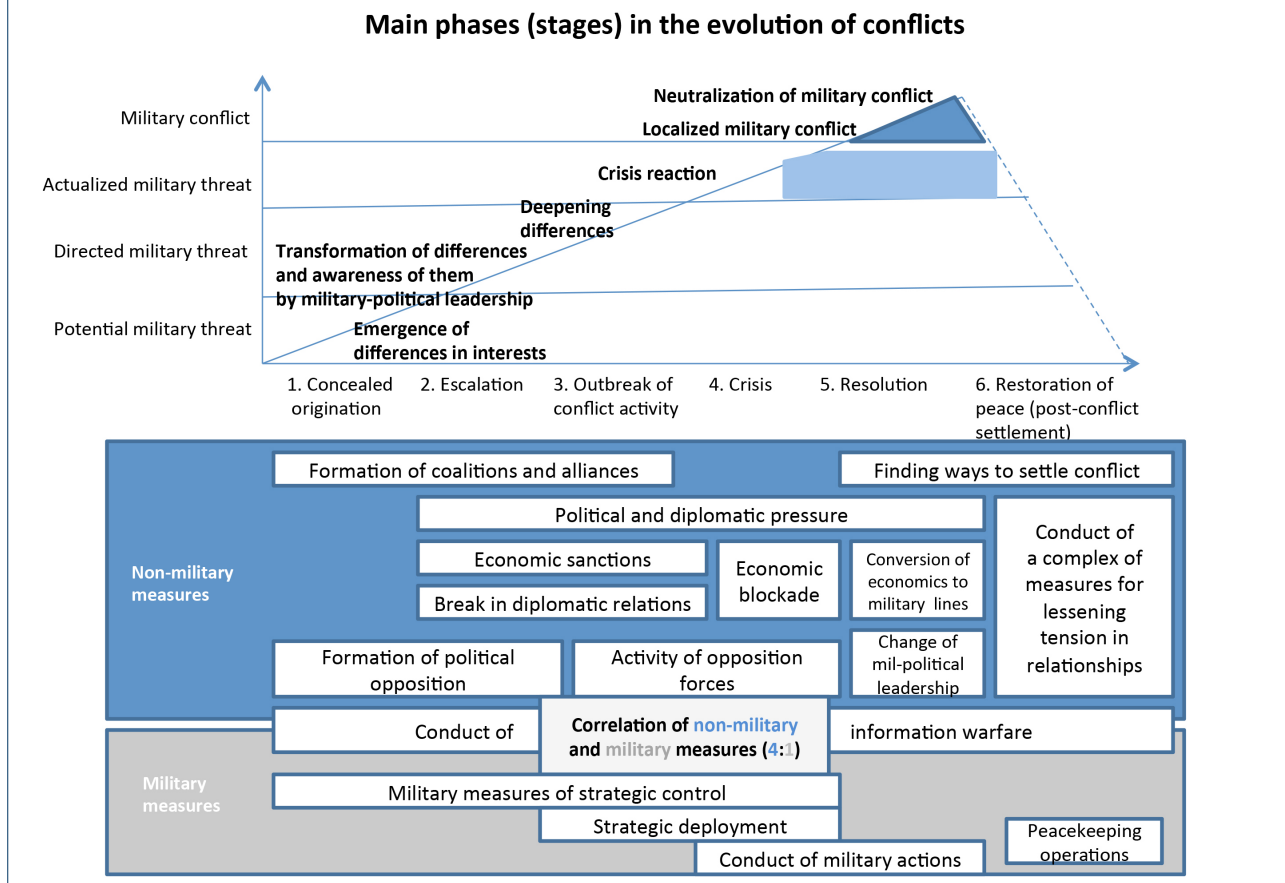 Main phases (stages) in the evolution of conflicts
Neutralization of military conflict
Military conflict
Localized military conflict
Crisis reaction
Actualized military threat
Deepening
differences
Directed military threat
Transformation of differences
and awareness of them
by military-political leadership
Potential military threat
Emergence of
differences in interests
1. Concealed
origination
2. Escalation
3. Outbreak of
conflict activity
4. Crisis
5. Resolution
6. Restoration of
peace (post-conflict
settlement)
Non-military
measures
Formation of coalitions and alliances
Finding ways to settle conflict
Political and diplomatic pressure
Economic sanctions
Break in diplomatic relations
Economic
blockade
Conversion of
economics to
military lines
Conduct of
a complex of
measures for
lessening
tension in
relationships
Formation of political
opposition
Activity of opposition
forces
Change of
mil-political
leadership
Conduct of
Correlation of non-military
and military measures (4:1)
information warfare
Military
measures
Military measures of strategic control
Strategic deployment
Conduct of military actions
Peacekeeping
operations